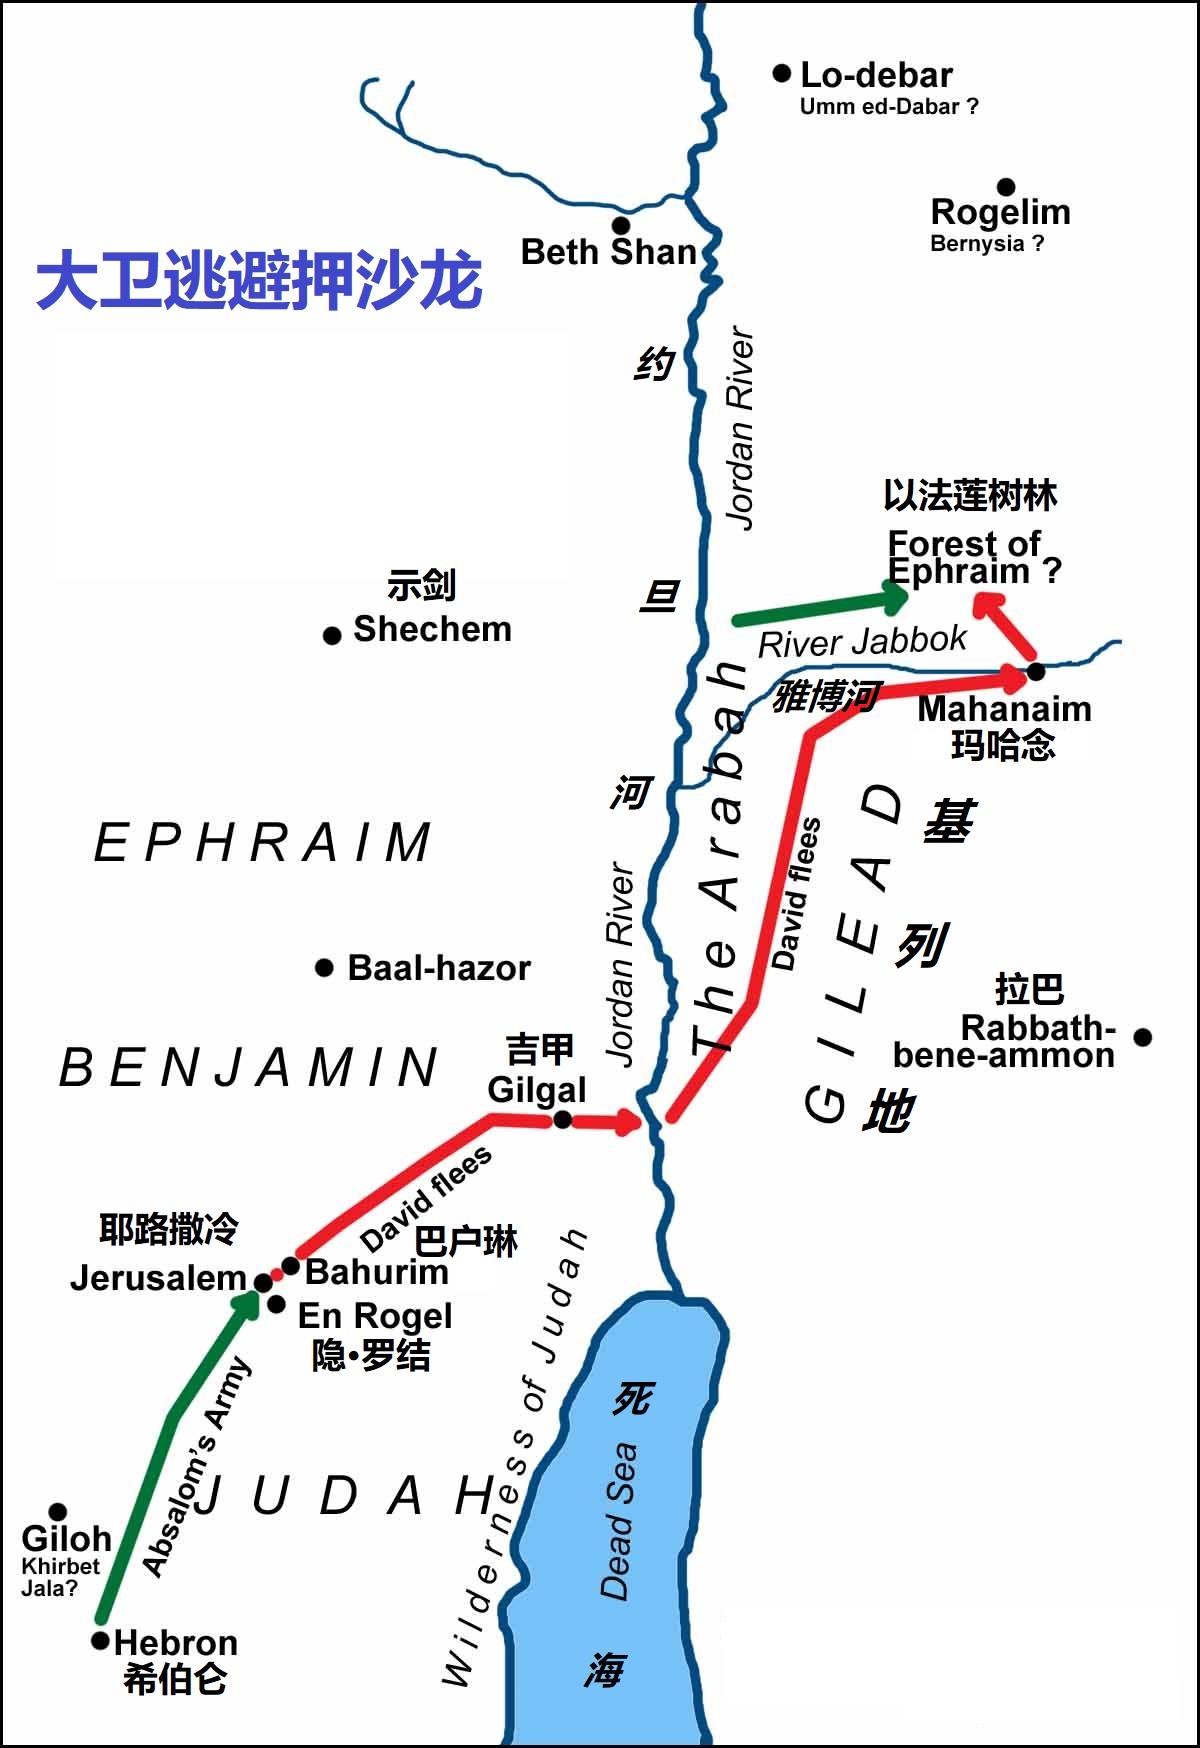 Lo-debar
Umm ed-Dabar ?
Rogelim
Bernysia ?
Beth Shan
大卫逃避押沙龙
约
旦
河
Jordan River
以法莲树林
Forest of
Ephraim ?
示剑
Shechem
River Jabbok
雅博河
Mahanaim
玛哈念
The Arabah
EPHRAIM
David flees
GILEAD
基
列
地
Jordan River
Baal-hazor
拉巴
Rabbath-
bene-ammon
BENJAMIN
吉甲
Gilgal
David flees
耶路撒冷
Jerusalem
巴户琳
Bahurim
En Rogel
隐·罗结
Wilderness of Judah
Absalom's Army
死
Dead Sea
海
JUDAH
Giloh
Khirbet
Jala?
Hebron
希伯仑